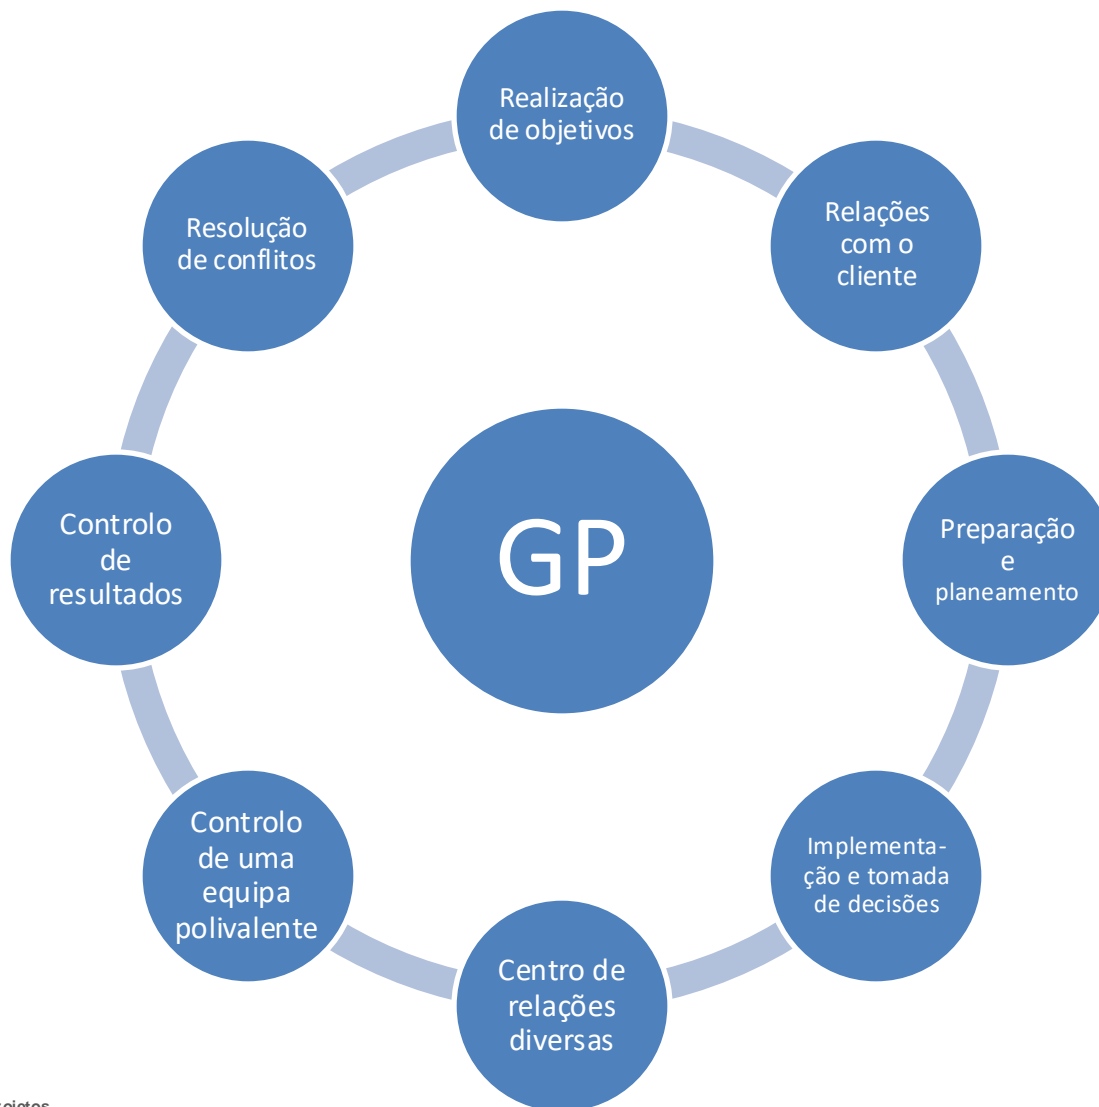 Realização
de objetivos
Relações
com o
cliente
Preparação
e
planeamento
Implementa-
ção e tomada
de decisões
Centro de
relações
diversas
Controlo
de uma
equipa
polivalente
Controlo
de
resultados
Resolução
de conflitos
GP